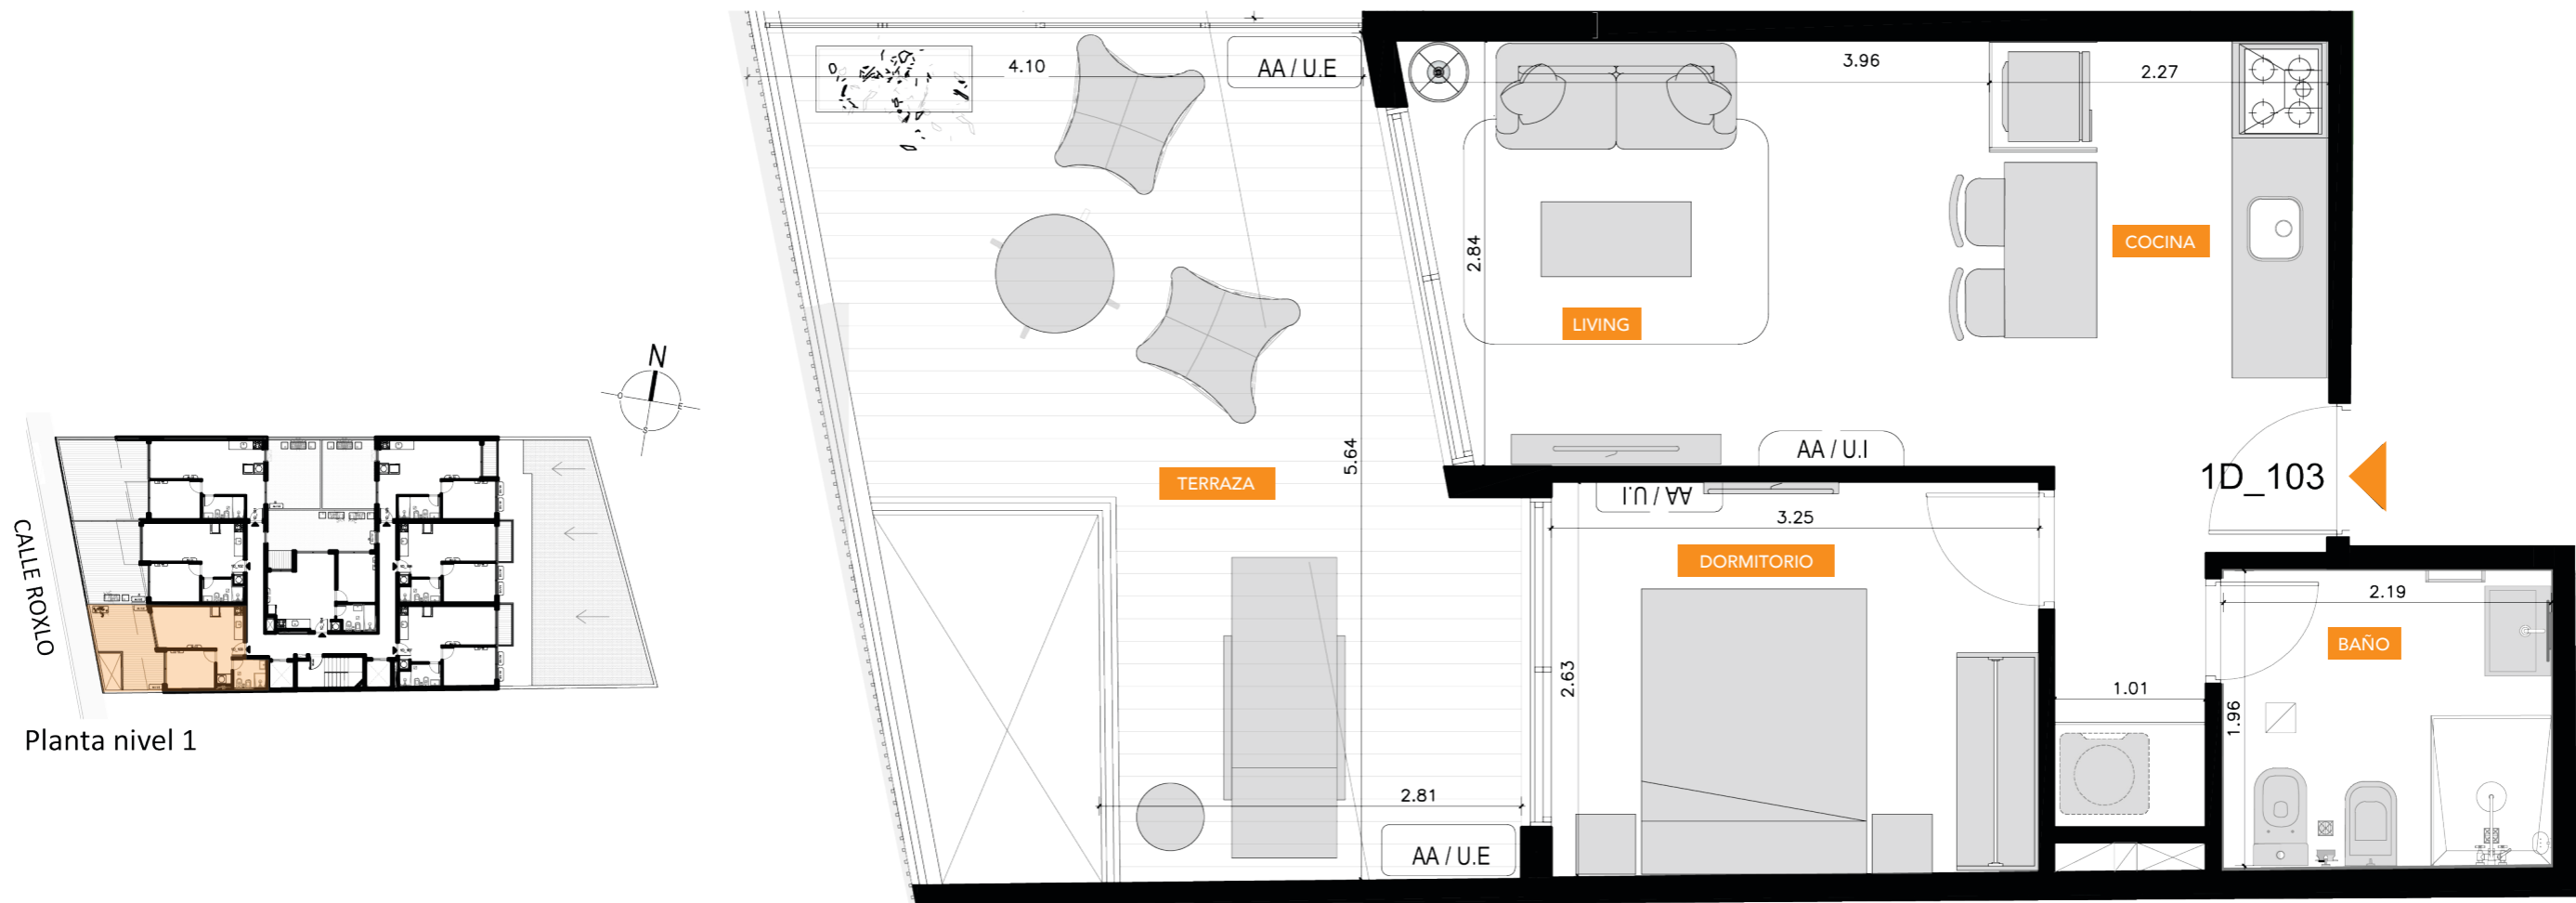 4.10
AA / U.E
3.96
2.27
COCINA
2.84
LIVING
N
O
E
S
5.64
TERRAZA
AA / U.I
1D_103
AA / U.I
3.25
DORMITORIO
2.19
BAÑO
CALLE ROXLO
2.63
1.01
1.96
Planta nivel 1
2.81
AA / U.E